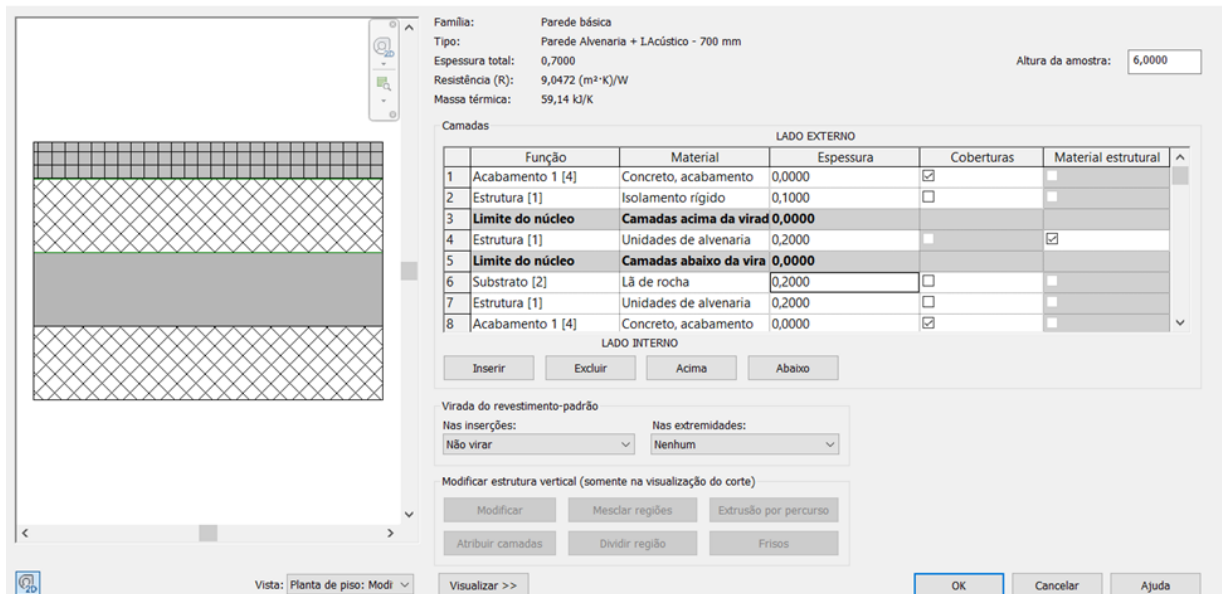 Família: Parede básica
Tipo: Parede Alvenaria + I.Acústico - 700 mm
Espessura total: 0,7000
Altura da amostra: 6,0000
Resistência (R): 9,0472 (m²·K)/W
Massa térmica: 59,14 kJ/K
Camadas
LADO EXTERNO
Função Material Espessura Coberturas Material estrutural
1 Acabamento 1 [4] Concreto, acabamento 0,0000
2 Estrutura [1] Isolamento rígido 0,1000
3 Limite do núcleo Camadas acima da virad 0,0000
4 Estrutura [1] Unidades de alvenaria 0,2000
5 Limite do núcleo Camadas abaixo da vira 0,0000
6 Substrato [2] Lã de rocha 0,2000
7 Estrutura [1] Unidades de alvenaria 0,2000
8 Acabamento 1 [4] Concreto, acabamento 0,0000
LADO INTERNO
Inserir Excluir Acima Abaixo
Virada do revestimento-padrão
Nas inserções: Nas extremidades:
Não virar Nenhum
Modificar estrutura vertical (somente na visualização do corte)
Modificar Mesclar regiões Extrusão por percurso
Atribuir camadas Dividir região Frisos
2D
2D
Vista: Planta de piso: Modi Visualizar >> OK Cancelar Ajuda